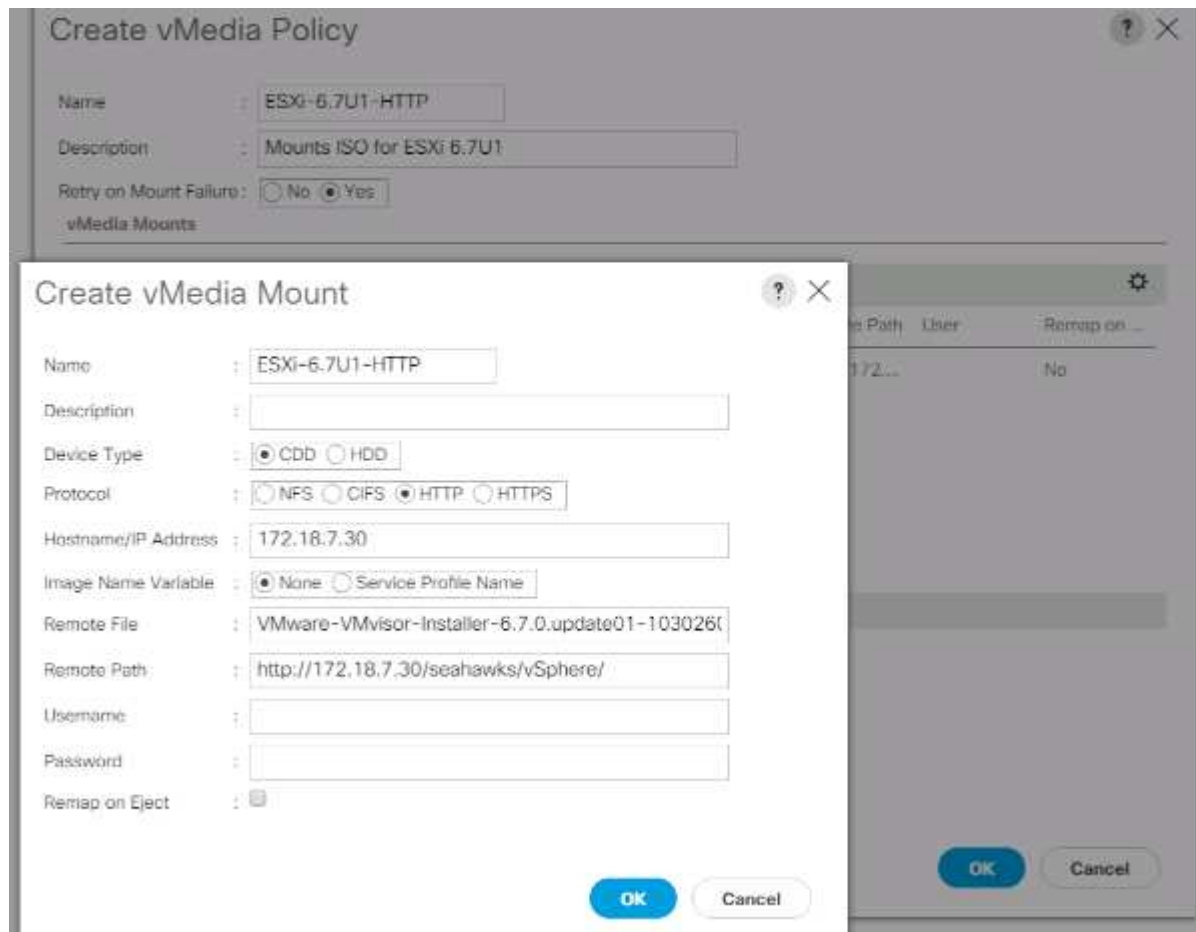 Create vMedia Policy
?
Name : ESXi-6.7U1-HTTP
Description : Mounts ISO for ESXi 6.7U1
Retry on Mount Failure : No Yes
vMedia Mounts
Create vMedia Mount
?
te Path User Remap on ...
172.... No
Name : ESXi-6.7U1-HTTP
Description :
Device Type : CDD HDD
Protocol : NFS CIFS HTTP HTTPS
Hostname/IP Address : 172.18.7.30
Image Name Variable : None Service Profile Name
Remote File : VMware-VMvisor-Installer-6.7.0.update01-1030260
Remote Path : http://172.18.7.30/seahawks/vSphere/
Username :
Password :
Remap on Eject :
OK Cancel
OK Cancel